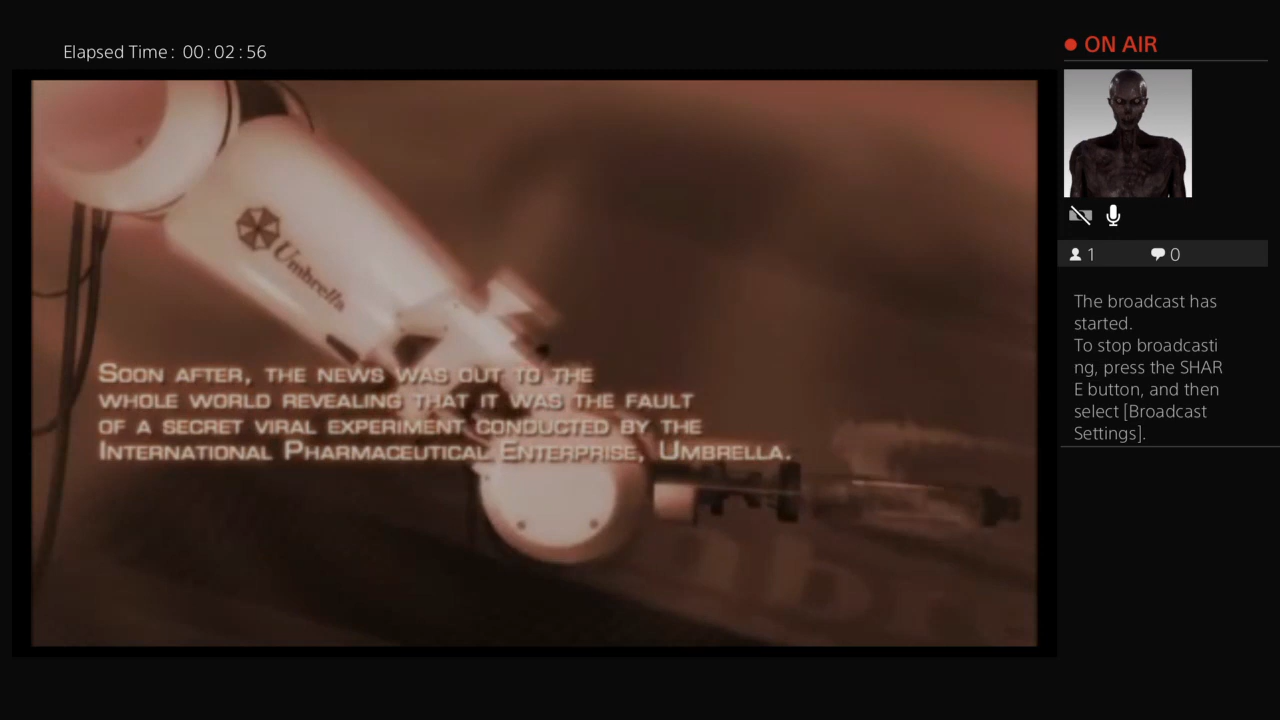 Elapsed Time: 00:02:56
ON AIR
Umbrella
1
0
SOON AFTER, THE NEWS WAS OUT TO THE
WHOLE WORLD REVEALING THAT IT WAS THE FAULT
OF A SECRET VIRAL EXPERIMENT CONDUCTED BY THE
INTERNATIONAL PHARMACEUTICAL ENTERPRISE, UMBRELLA.
The broadcast has
started.
To stop broadcasti
ng, press the SHAR
E button, and then
select [Broadcast
Settings].